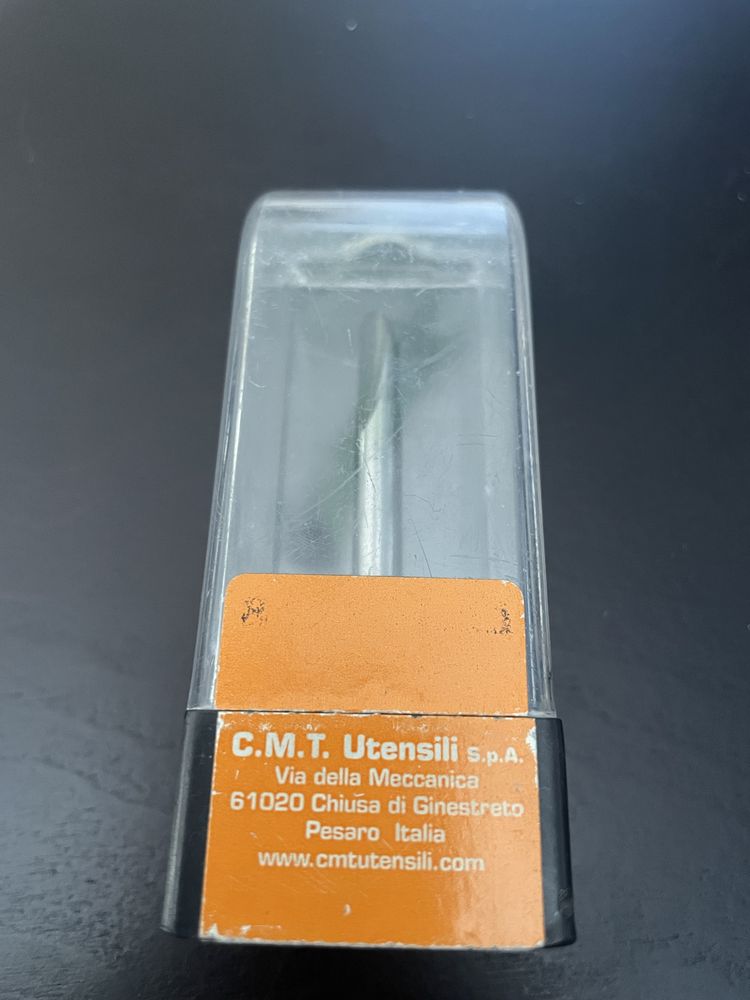 C.M.T. Utensili S.p.A.
Via della Meccanica
61020 Chiusa di Ginestreto
Pesaro Italia
www.cmtutensili.com